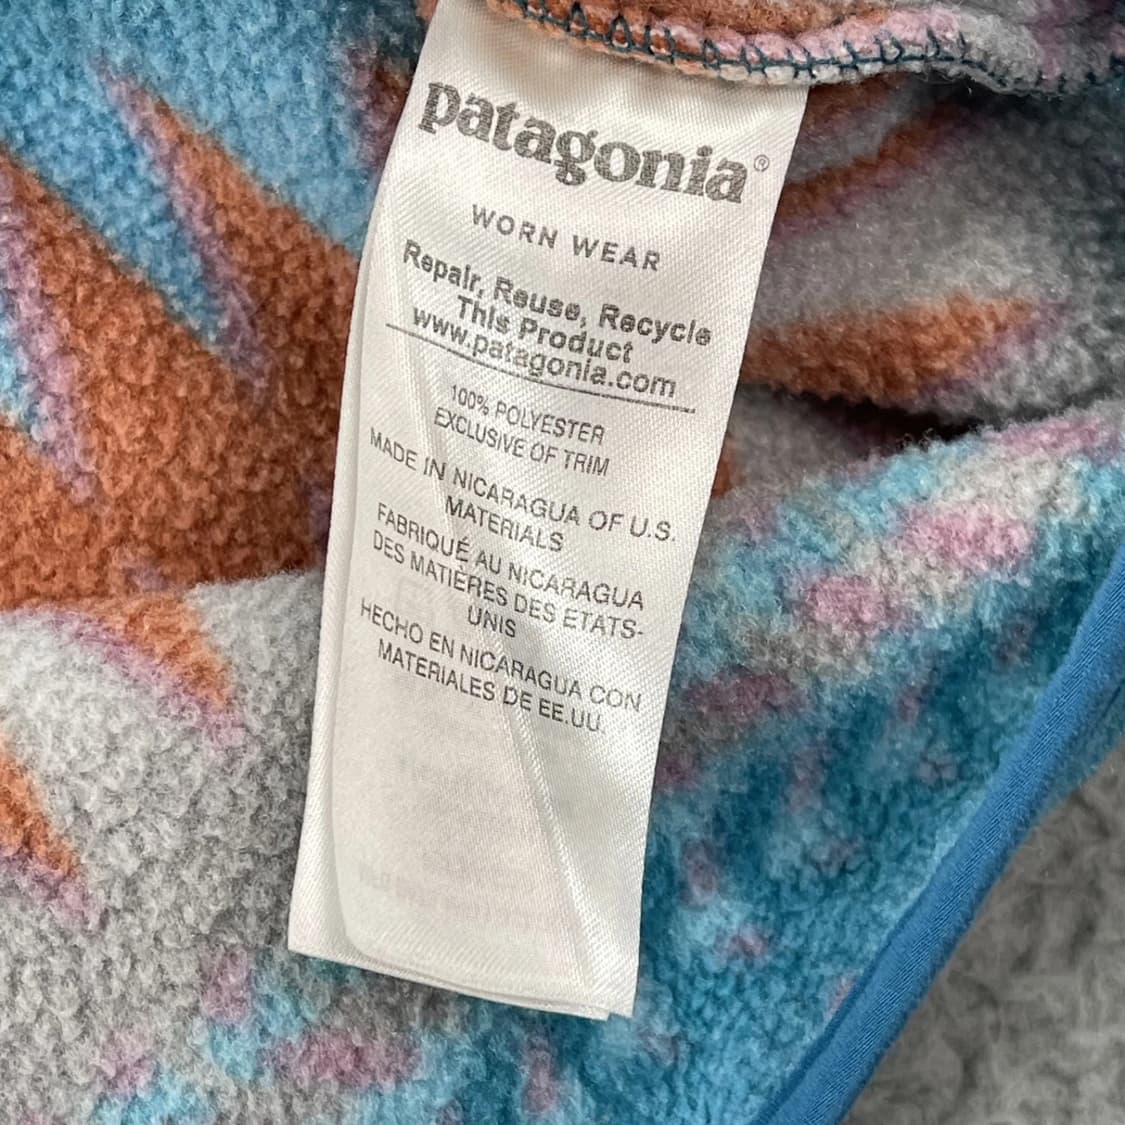 patagonia®
WORN WEAR
Repair, Reuse, Recycle
This Product
www.patagonia.com
100% POLYESTER
EXCLUSIVE OF TRIM
MADE IN NICARAGUA OF U.S.
MATERIALS
FABRIQUÉ AU NICARAGUA
DES MATIÈRES DES ETATS-
UNIS
HECHO EN NICARAGUA CON
MATERIALES DE EE.UU.